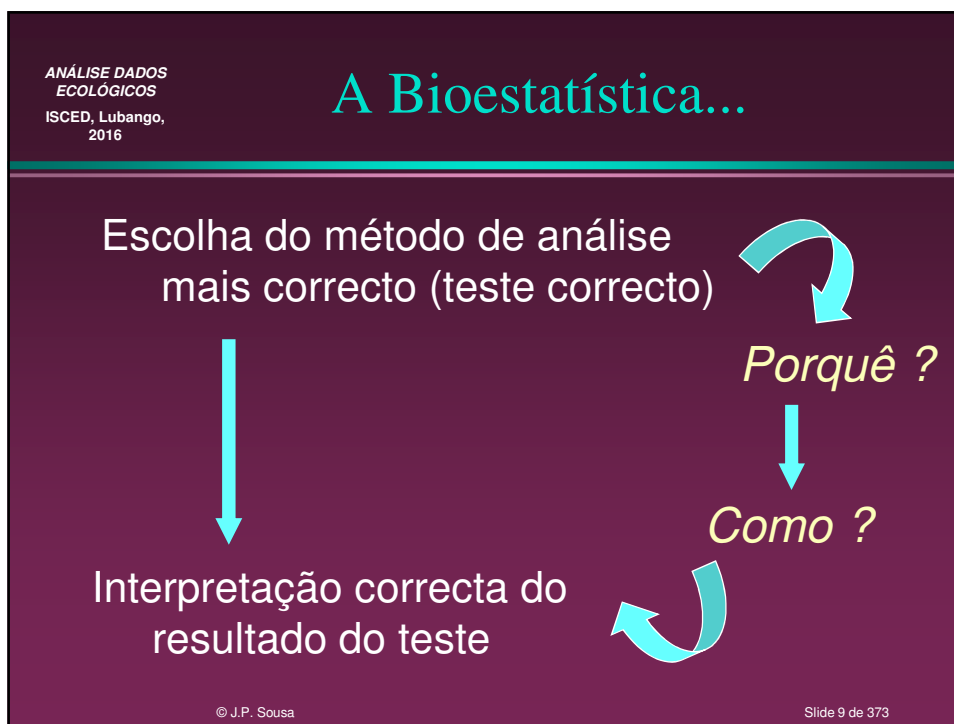 ANÁLISE DADOS
ECOLÓGICOS
ISCED, Lubango,
2016
A Bioestatística...
Escolha do método de análise
mais correcto (teste correcto)
Porquê ?
Como ?
Interpretação correcta do
resultado do teste
© J.P. Sousa
Slide 9 de 373